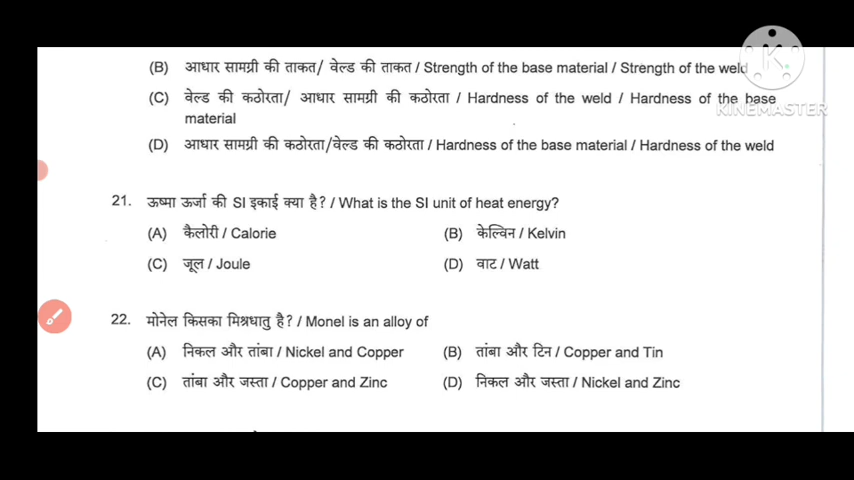 (B) आधार सामग्री की ताकत/ वेल्ड की ताकत / Strength of the base material / Strength of the weld
(C) वेल्ड की कठोरता/ आधार सामग्री की कठोरता / Hardness of the weld / Hardness of the base
material
(D) आधार सामग्री की कठोरता/वेल्ड की कठोरता / Hardness of the base material / Hardness of the weld
21. ऊष्मा ऊर्जा की SI इकाई क्या है? / What is the SI unit of heat energy?
(A) कैलोरी / Calorie (B) केल्विन / Kelvin
(C) जूल / Joule (D) वाट / Watt
22. मोनेल किसका मिश्रधातु है? / Monel is an alloy of
(A) निकल और तांबा / Nickel and Copper (B) तांबा और टिन / Copper and Tin
(C) तांबा और जस्ता / Copper and Zinc (D) निकल और जस्ता / Nickel and Zinc
K
KINEMASTER